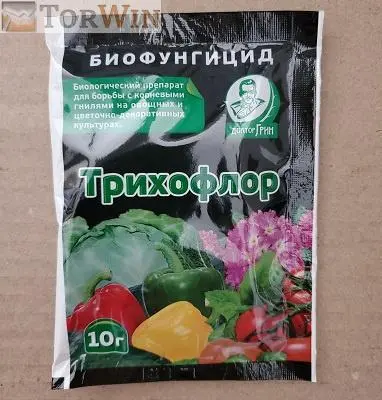 TorWin
БИОФУНГИЦИД
Биологический препарат
для борьбы с корневыми
гнилями на овощных и
цветочно-декоративных
культурах.
ДОКТОР ГРИН
Трихофлор
10г